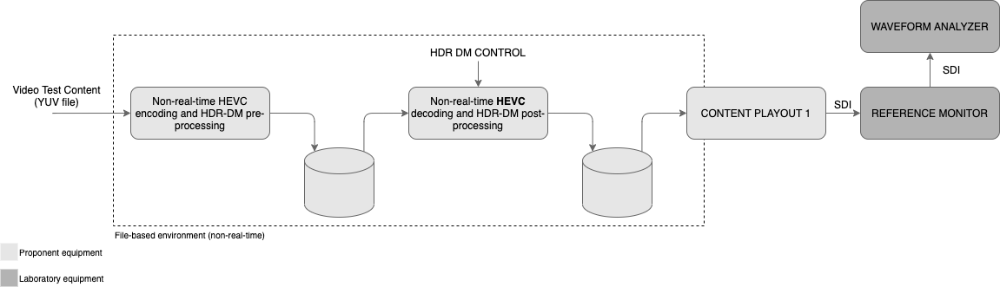 WAVEFORM ANALYZER
HDR DM CONTROL
SDI
Video Test Content
(YUV file)
Non-real-time HEVC
encoding and HDR-DM pre-
processing
Non-real-time HEVC
decoding and HDR-DM post-
processing
CONTENT PLAYOUT 1
SDI
REFERENCE MONITOR
File-based environment (non-real-time)
Proponent equipment
Laboratory equipment